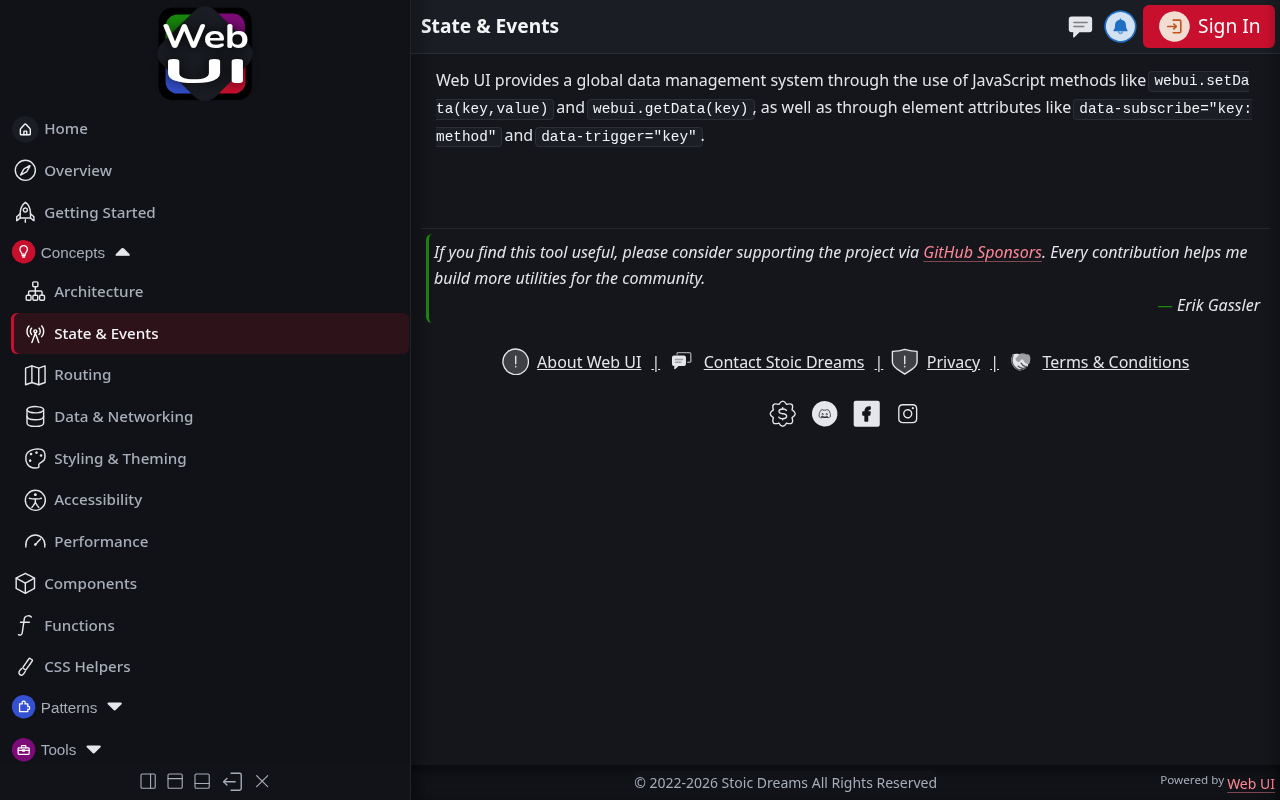 Web
UI
Home
Overview
Getting Started
Concepts
Architecture
State & Events
Routing
Data & Networking
Styling & Theming
Accessibility
Performance
Components
Functions
CSS Helpers
Patterns
Tools
State & Events
Sign In
Web UI provides a global data management system through the use of JavaScript methods like webui.setDa
ta(key,value) and webui.getData(key), as well as through element attributes like data-subscribe="key:
method" and data-trigger="key".
If you find this tool useful, please consider supporting the project via GitHub Sponsors. Every contribution helps me
build more utilities for the community.
— Erik Gassler
About Web UI | Contact Stoic Dreams | Privacy | Terms & Conditions
© 2022-2026 Stoic Dreams All Rights Reserved
Powered by Web UI